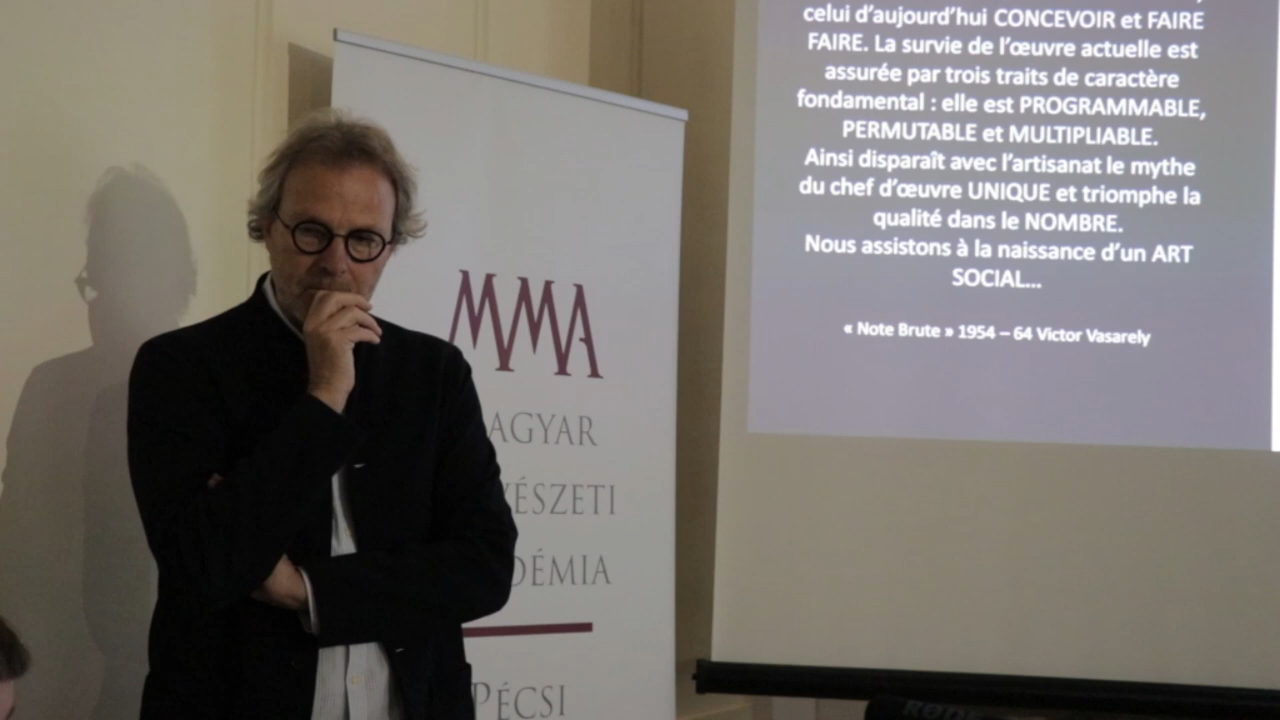 MMA
AGYAR
ÉSZETI
DÉMIA
PÉCSI
celui d'aujourd'hui CONCEVOIR et FAIRE
FAIRE. La survie de l'œuvre actuelle est
assurée par trois traits de caractère
fondamental : elle est PROGRAMMABLE,
PERMUTABLE et MULTIPLIABLE.
Ainsi disparaît avec l'artisanat le mythe
du chef d'œuvre UNIQUE et triomphe la
qualité dans le NOMBRE.
Nous assistons à la naissance d'un ART
SOCIAL...
« Note Brute » 1954 – 64 Victor Vasarely
RØDE